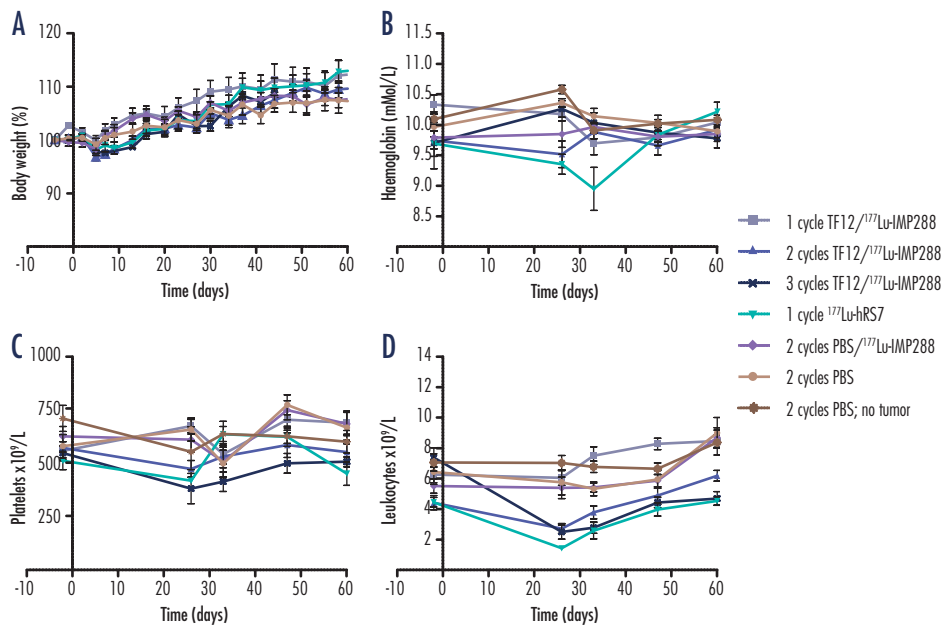 A
Body weight (%)
120
110
100
90
-10 0 10 20 30 40 50 60
Time (days)
B
Haemoglobin (mMol/L)
11.5
11.0
10.5
10.0
9.5
9.0
8.5
-10 0 10 20 30 40 50 60
Time (days)
C
Platelets x10⁹/L
1000
750
500
250
-10 0 10 20 30 40 50 60
Time (days)
D
Leukocytes x10⁹/L
14
12
10
8
6
4
2
-10 0 10 20 30 40 50 60
Time (days)
1 cycle TF12/¹⁷⁷Lu-IMP288
2 cycles TF12/¹⁷⁷Lu-IMP288
3 cycles TF12/¹⁷⁷Lu-IMP288
1 cycle ¹⁷⁷Lu-hRS7
2 cycles PBS/¹⁷⁷Lu-IMP288
2 cycles PBS
2 cycles PBS; no tumor